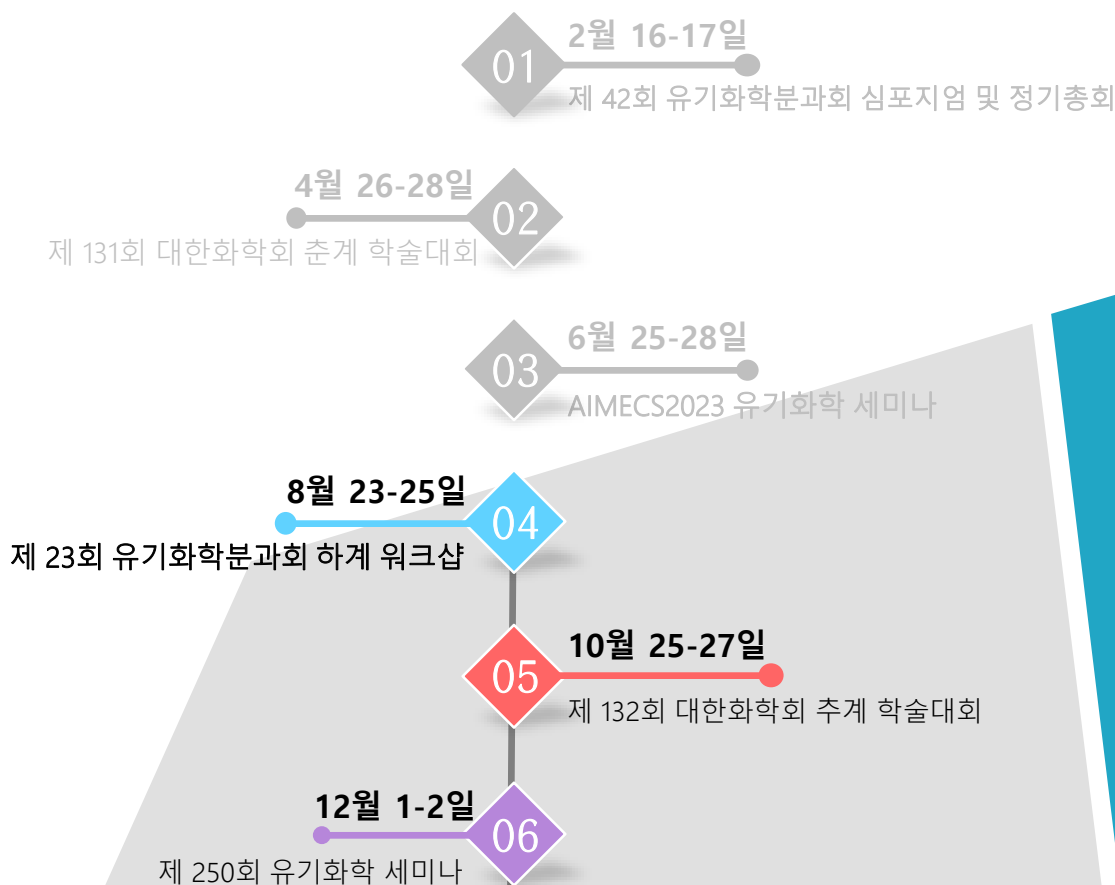 01
2월 16-17일
제 42회 유기화학분과회 심포지엄 및 정기총회
4월 26-28일
02
제 131회 대한화학회 춘계 학술대회
03
6월 25-28일
AIMECS2023 유기화학 세미나
8월 23-25일
04
제 23회 유기화학분과회 하계 워크샵
05
10월 25-27일
제 132회 대한화학회 추계 학술대회
12월 1-2일
06
제 250회 유기화학 세미나